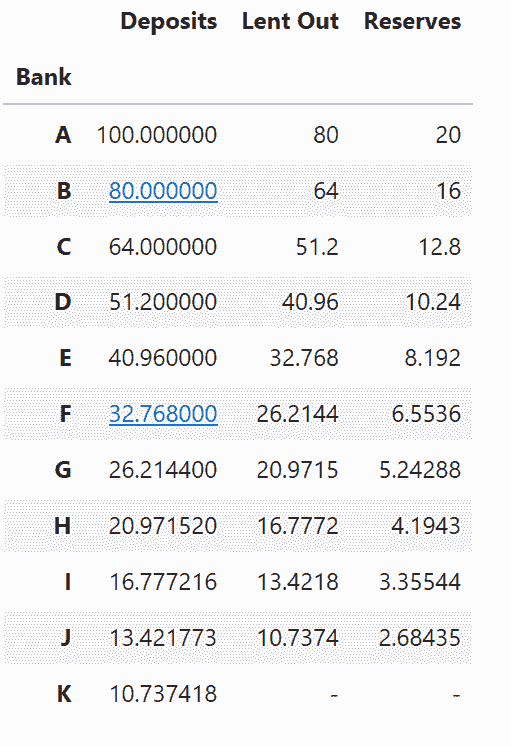 Deposits Lent Out Reserves
Bank
A 100.000000 80 20
B 80.000000 64 16
C 64.000000 51.2 12.8
D 51.200000 40.96 10.24
E 40.960000 32.768 8.192
F 32.768000 26.2144 6.5536
G 26.214400 20.9715 5.24288
H 20.971520 16.7772 4.1943
I 16.777216 13.4218 3.35544
J 13.421773 10.7374 2.68435
K 10.737418 - -